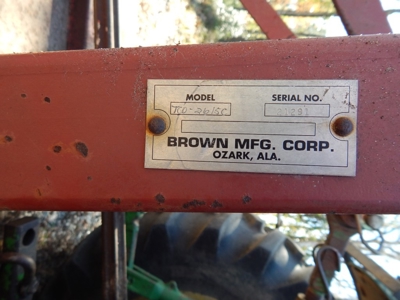 MODEL SERIAL NO.
BROWN MFG. CORP.
OZARK, ALA.